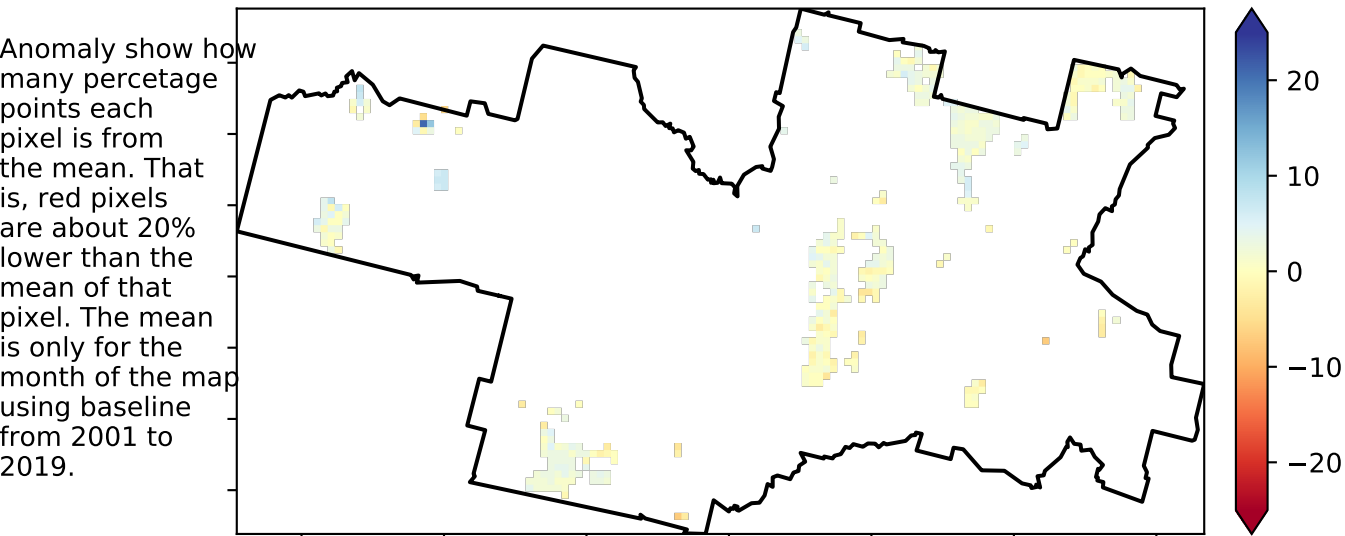 Anomaly show how
many percetage
points each
pixel is from
the mean. That
is, red pixels
are about 20%
lower than the
mean of that
pixel. The mean
is only for the
month of the map
using baseline
from 2001 to
2019.
20
10
0
−10
−20